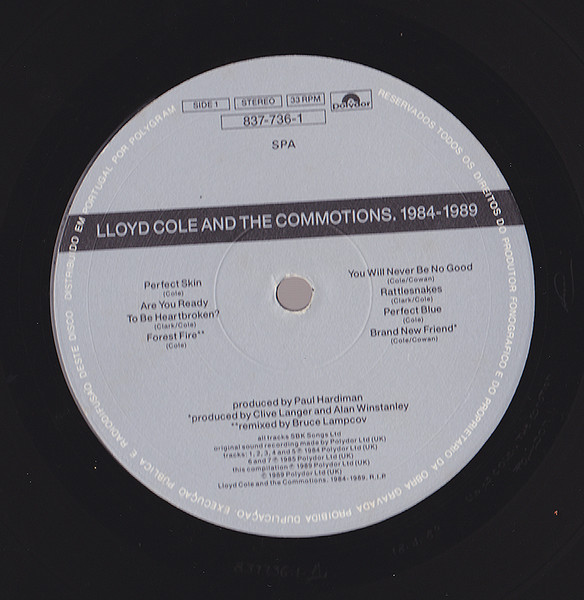 SIDE 1 STEREO 33 RPM polydor
837-736-1
SPA
LLOYD COLE AND THE COMMOTIONS. 1984-1989
Perfect Skin
(Cole)
Are You Ready
To Be Heartbroken?
(Clark/Cole)
Forest Fire**
(Cole)
You Will Never Be No Good
(Cole/Cowan)
Rattlesnakes
(Clark/Cole)
Perfect Blue
(Cole)
Brand New Friend*
(Cole/Cowan)
produced by Paul Hardiman
*produced by Clive Langer and Alan Winstanley
**remixed by Bruce Lampcov
all tracks SBK Songs Ltd
original sound recording made by Polydor Ltd (UK)
tracks: 1, 2, 3, 4 and 5 ℗ 1984 Polydor Ltd (UK)
6 and 7 ℗ 1985 Polydor Ltd (UK)
this compilation ℗ 1989 Polydor Ltd (UK)
© 1989 Polydor Ltd (UK)
Lloyd Cole and the Commotions. 1984-1989. R.I.P
RESERVADOS TODOS OS DIREITOS DO PRODUTOR FONOGRAFICO E DO PROPRIETARIO DA OBRA GRAVADA PROIBIDA DUPLICAÇÃO, EXECUÇÃO PUBLICA E RADIODIFUSÃO DESTE DISCO DISTRIBUIDO EM PORTUGAL POR POLYGRAM